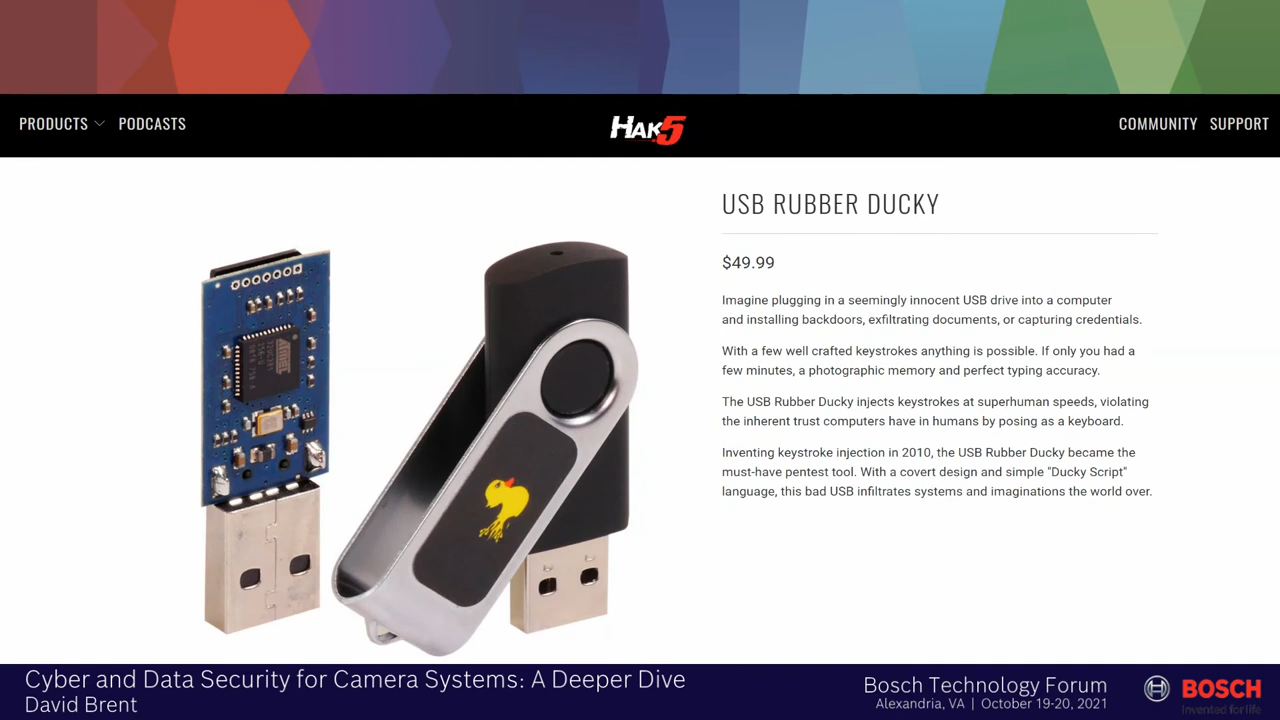 PRODUCTS
PODCASTS
HAK5
COMMUNITY
SUPPORT
USB RUBBER DUCKY
$49.99
Imagine plugging in a seemingly innocent USB drive into a computer
and installing backdoors, exfiltrating documents, or capturing credentials.
With a few well crafted keystrokes anything is possible. If only you had a
few minutes, a photographic memory and perfect typing accuracy.
The USB Rubber Ducky injects keystrokes at superhuman speeds, violating
the inherent trust computers have in humans by posing as a keyboard.
Inventing keystroke injection in 2010, the USB Rubber Ducky became the
must-have pentest tool. With a covert design and simple "Ducky Script"
language, this bad USB infiltrates systems and imaginations the world over.
ATMEL
Cyber and Data Security for Camera Systems: A Deeper Dive
David Brent
Bosch Technology Forum
Alexandria, VA | October 19-20, 2021
BOSCH
Invented for life